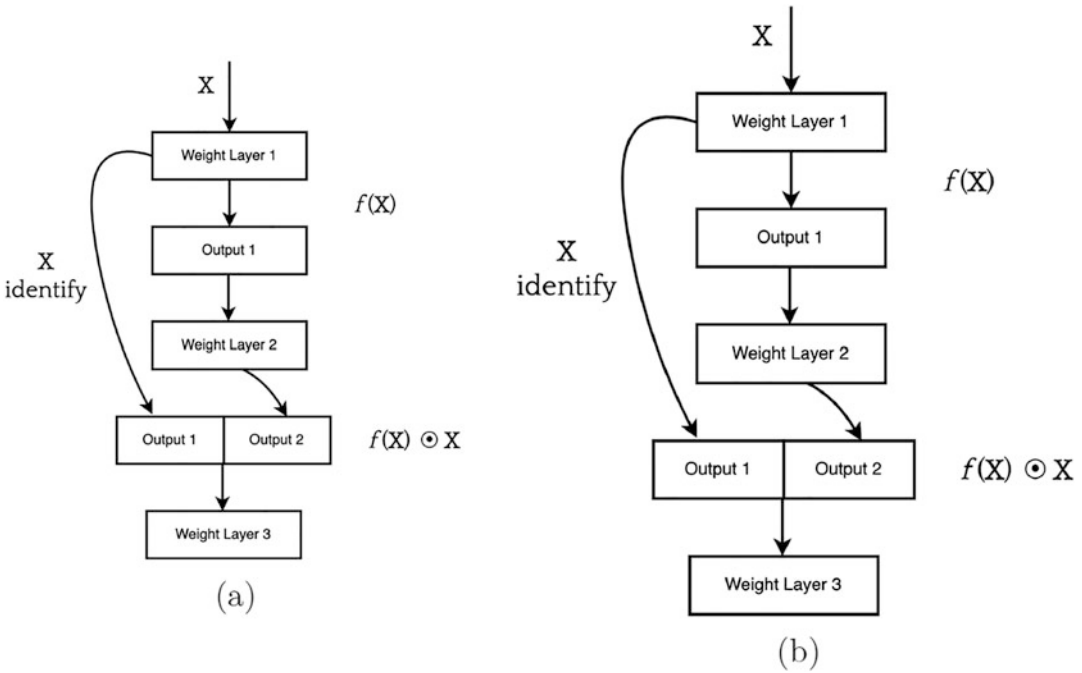 X
Weight Layer 1
f(X)
Output 1
X
identify
Weight Layer 2
Output 1 Output 2
f(X) ⊙ X
Weight Layer 3
(a)
X
Weight Layer 1
f(X)
Output 1
X
identify
Weight Layer 2
Output 1 Output 2
f(X) ⊙ X
Weight Layer 3
(b)